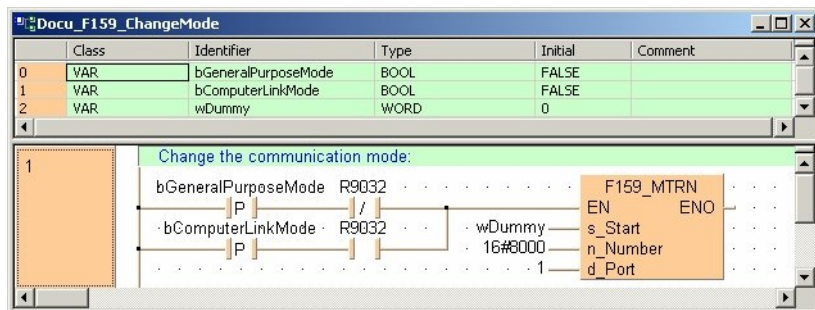 Docu_F159_ChangeMode
Class Identifier Type Initial Comment
0 VAR bGeneralPurposeMode BOOL FALSE
1 VAR bComputerLinkMode BOOL FALSE
2 VAR wDummy WORD 0
1
Change the communication mode:
bGeneralPurposeMode R9032 F159_MTRN
P / EN ENO
bComputerLinkMode R9032 wDummy s_Start
P 16#8000 n_Number
1 d_Port